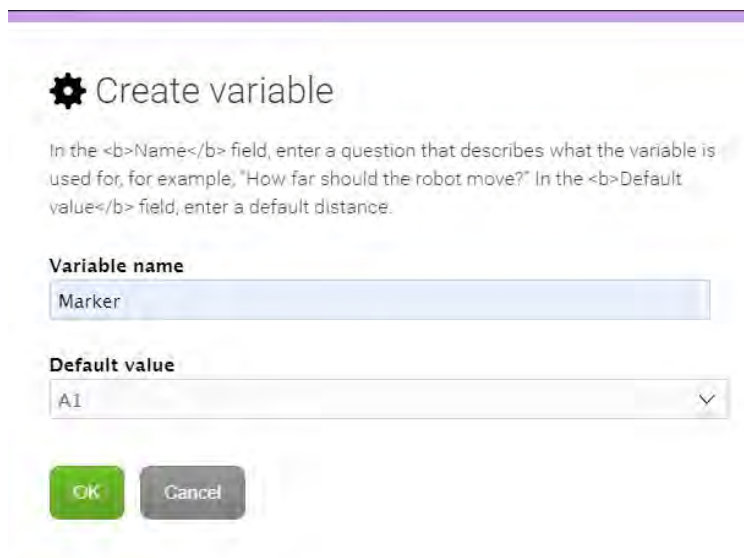 Create variable
In the <b>Name</b> field, enter a question that describes what the variable is
used for, for example, "How far should the robot move?" In the <b>Default
value</b> field, enter a default distance.
Variable name
Marker
Default value
A1
OK Cancel